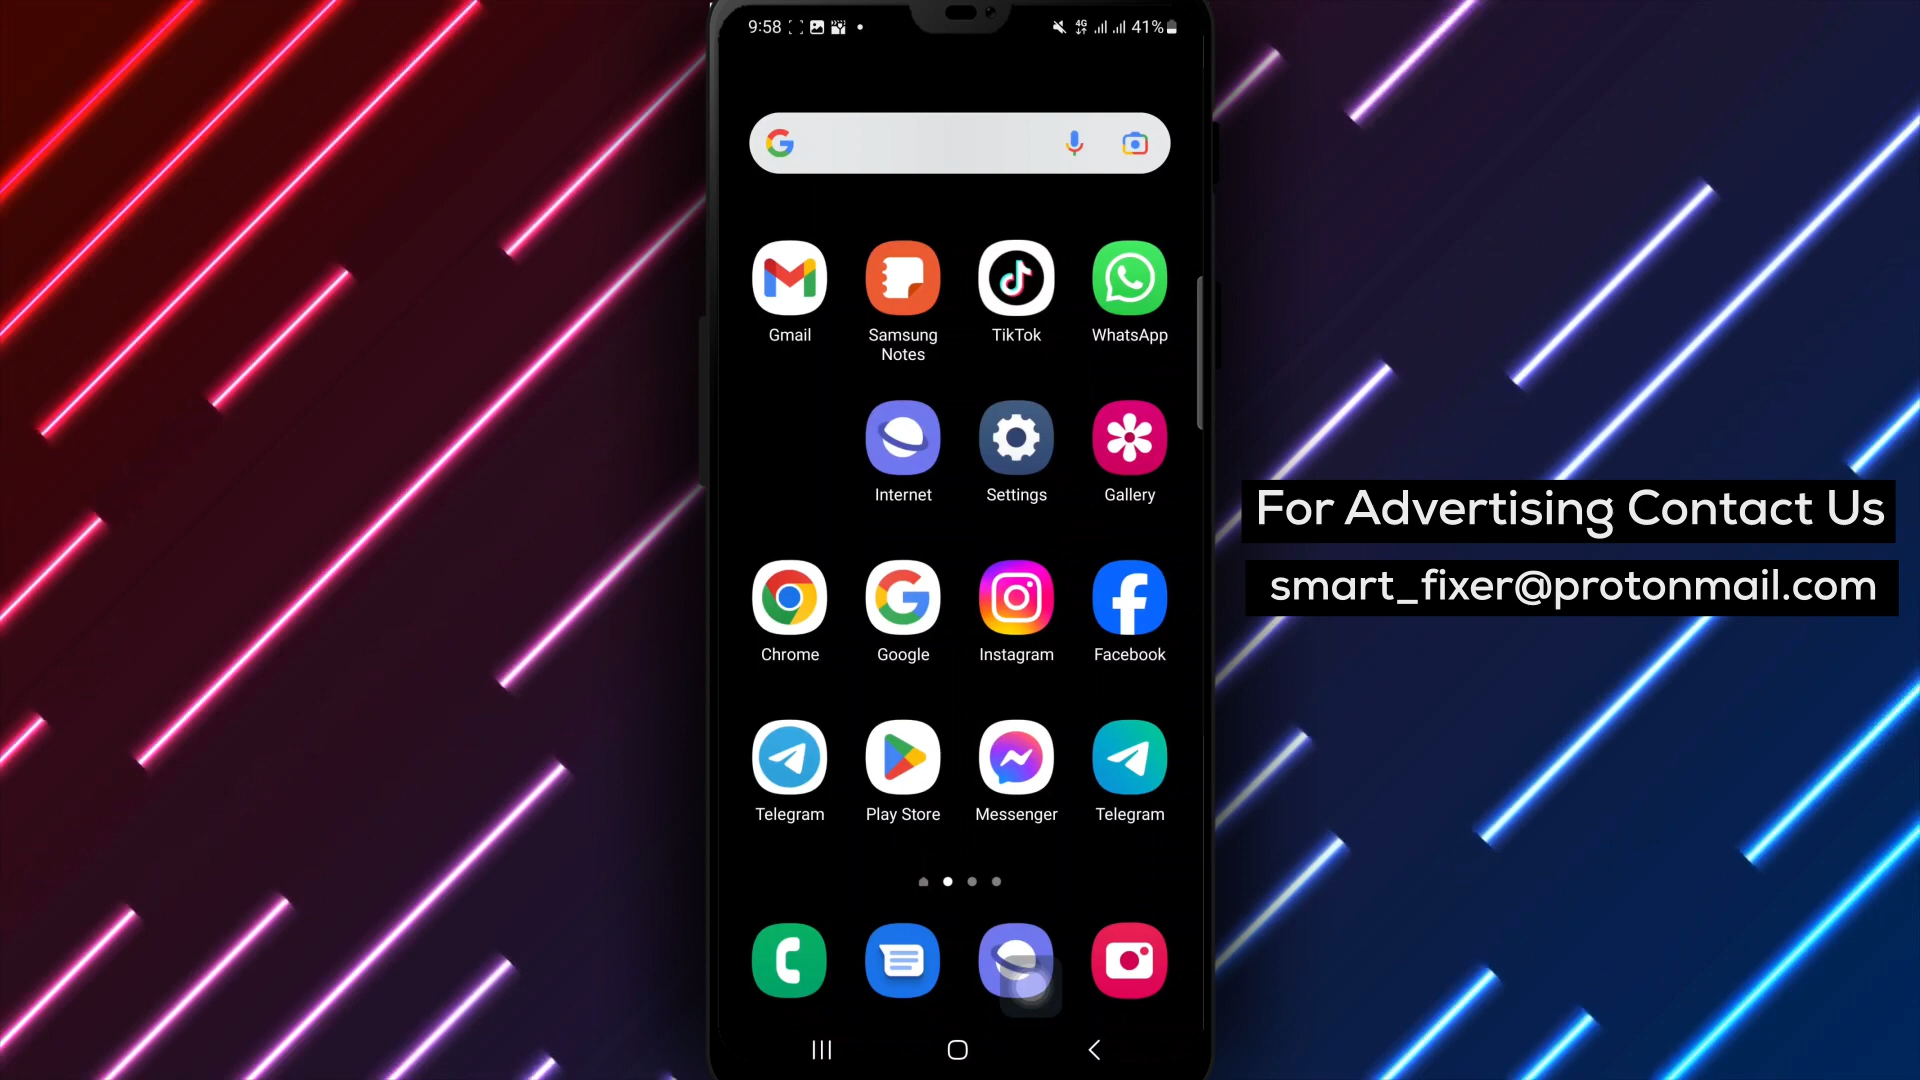 9:58
4G 41%
Gmail Samsung Notes TikTok WhatsApp
Internet Settings Gallery
Chrome Google Instagram Facebook
Telegram Play Store Messenger Telegram
For Advertising Contact Us
smart_fixer@protonmail.com